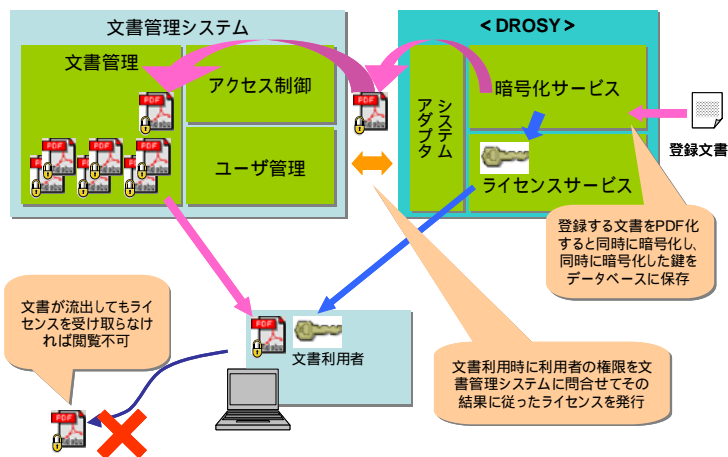 文書管理システム
文書管理
アクセス制御
ユーザ管理
PDF
< DROSY >
システム
アダプタ
暗号化サービス
ライセンスサービス
登録文書
登録する文書をPDF化
すると同時に暗号化し、
同時に暗号化した鍵を
データベースに保存
文書が流出してもライ
センスを受け取らなけ
れば閲覧不可
PDF
文書利用者
文書利用時に利用者の権限を文
書管理システムに問合せてその
結果に従ったライセンスを発行
PDF